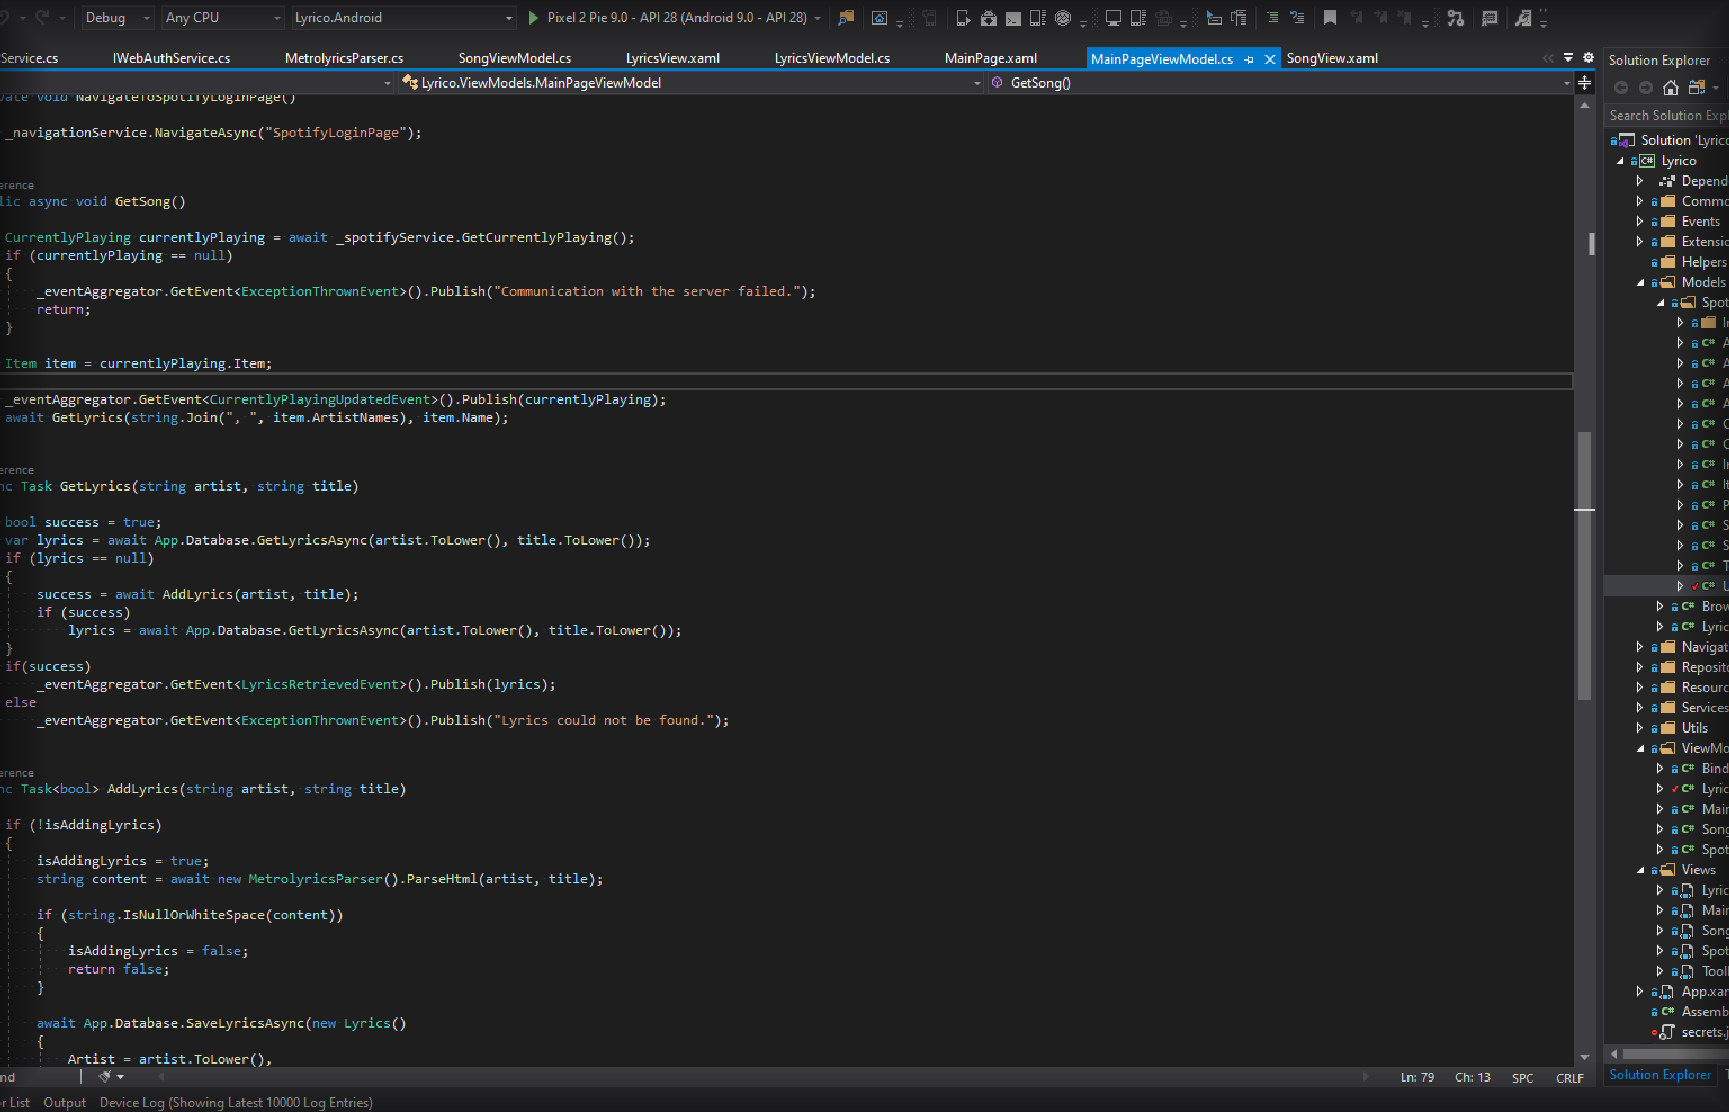 Debug Any CPU Lyrico.Android Pixel 2 Pie 9.0 - API 28 (Android 9.0 - API 28)
Service.cs IWebAuthService.cs MetrolyricsParser.cs SongViewModel.cs LyricsView.xaml LyricsViewModel.cs MainPage.xaml MainPageViewModel.cs SongView.xaml
Lyrico.ViewModels.MainPageViewModel GetSong()
vate void NavigateToSpotifyLoginPage()
_navigationService.NavigateAsync("SpotifyLoginPage");
erence
lic async void GetSong()
CurrentlyPlaying currentlyPlaying = await _spotifyService.GetCurrentlyPlaying();
if (currentlyPlaying == null)
{
_eventAggregator.GetEvent<ExceptionThrownEvent>().Publish("Communication with the server failed.");
return;
}
Item item = currentlyPlaying.Item;
_eventAggregator.GetEvent<CurrentlyPlayingUpdatedEvent>().Publish(currentlyPlaying);
await GetLyrics(string.Join(", ", item.ArtistNames), item.Name);
erence
nc Task GetLyrics(string artist, string title)
bool success = true;
var lyrics = await App.Database.GetLyricsAsync(artist.ToLower(), title.ToLower());
if (lyrics == null)
{
success = await AddLyrics(artist, title);
if (success)
lyrics = await App.Database.GetLyricsAsync(artist.ToLower(), title.ToLower());
}
if(success)
_eventAggregator.GetEvent<LyricsRetrievedEvent>().Publish(lyrics);
else
_eventAggregator.GetEvent<ExceptionThrownEvent>().Publish("Lyrics could not be found.");
erence
nc Task<bool> AddLyrics(string artist, string title)
if (!isAddingLyrics)
{
isAddingLyrics = true;
string content = await new MetrolyricsParser().ParseHtml(artist, title);
if (string.IsNullOrWhiteSpace(content))
{
isAddingLyrics = false;
return false;
}
await App.Database.SaveLyricsAsync(new Lyrics()
{
Artist = artist.ToLower(),
nd Ln: 79 Ch: 13 SPC CRLF
r List Output Device Log (Showing Latest 10000 Log Entries)
Solution Explorer
Search Solution Expl
Solution 'Lyrico
C# Lyrico
Depend
Commo
Events
Extensio
Helpers
Models
Spot
Ir
C# A
C# A
C# A
C# A
C# C
C# C
C# Ir
C# It
C# P
C# S
C# S
C# T
C# U
C# Brow
C# Lyric
Navigat
Reposito
Resourc
Services
Utils
ViewMo
C# Bind
C# Lyric
C# Main
C# Song
C# Spot
Views
Lyric
Main
Song
Spot
Tooll
App.xan
C# Assemb
secrets.j
Solution Explorer